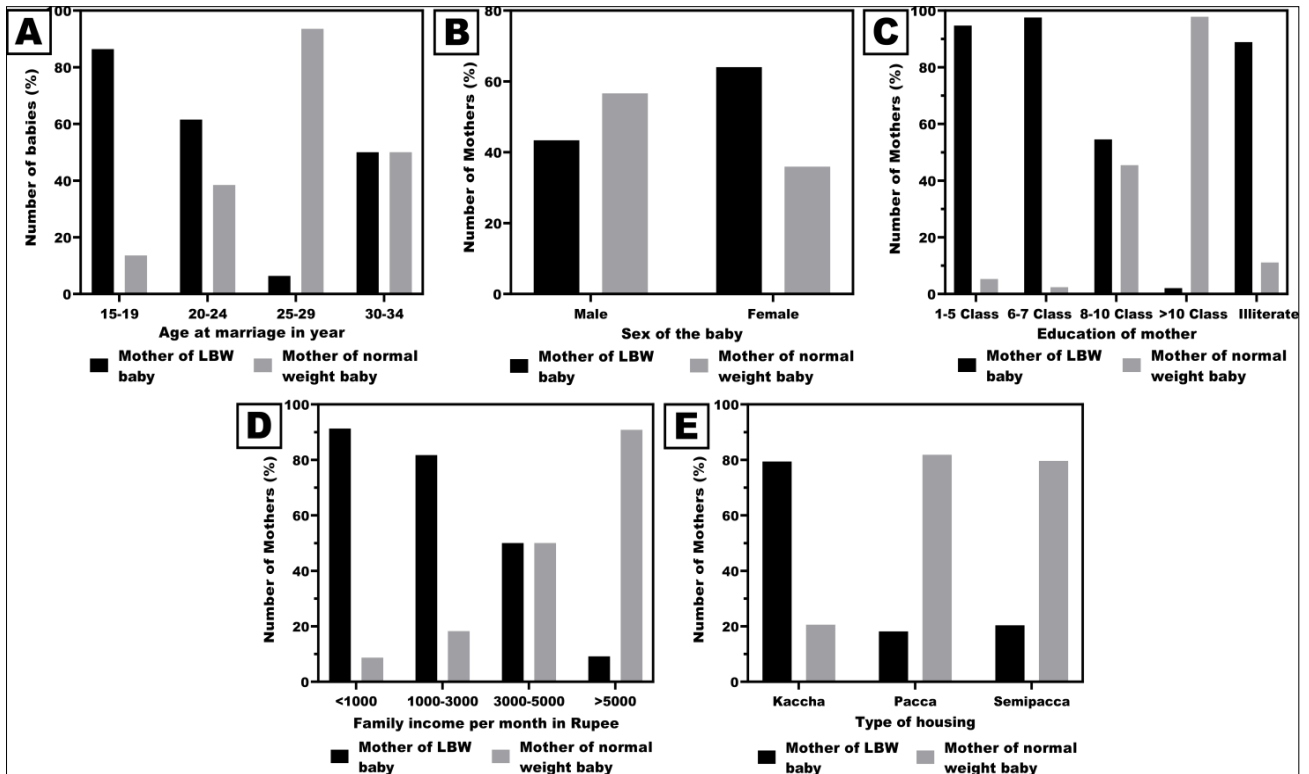 A
Number of babies (%)
100
80
60
40
20
0
15-19 20-24 25-29 30-34
Age at marriage in year
Mother of LBW
baby
Mother of normal
weight baby
B
Number of Mothers (%)
80
60
40
20
0
Male Female
Sex of the baby
Mother of LBW
baby
Mother of normal
weight baby
C
Number of Mothers (%)
100
80
60
40
20
0
1-5 Class 6-7 Class 8-10 Class >10 Class Illiterate
Education of mother
Mother of LBW
baby
Mother of normal
weight baby
D
Number of Mothers (%)
100
80
60
40
20
0
<1000 1000-3000 3000-5000 >5000
Family income per month in Rupee
Mother of LBW
baby
Mother of normal
weight baby
E
Number of Mothers (%)
100
80
60
40
20
0
Kaccha Pacca Semipacca
Type of housing
Mother of LBW
baby
Mother of normal
weight baby